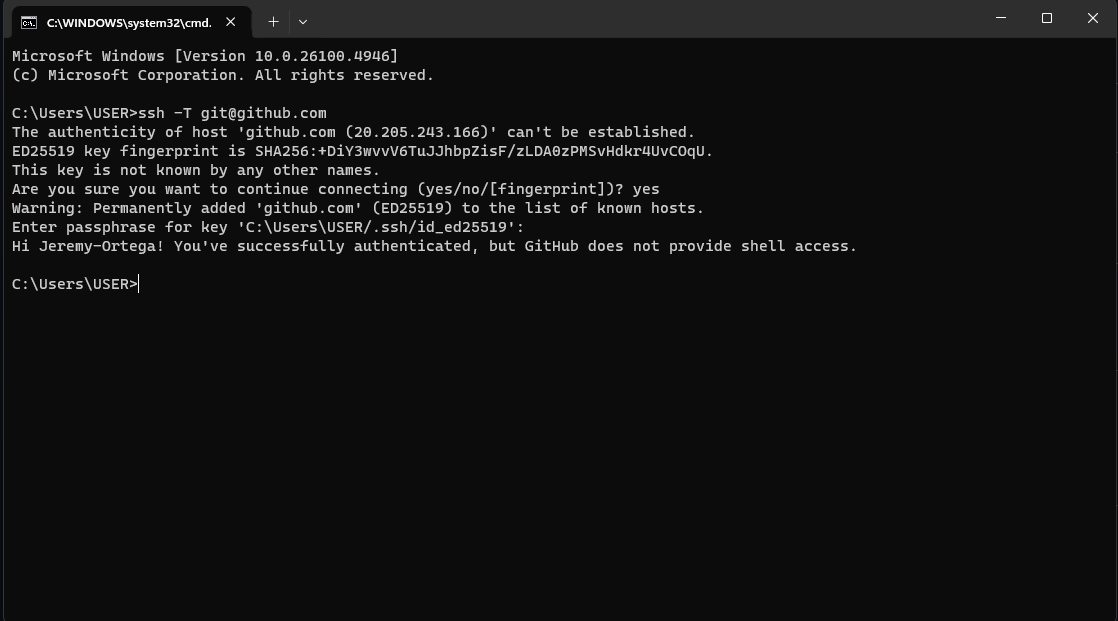 C:\WINDOWS\system32\cmd.
Microsoft Windows [Version 10.0.26100.4946]
(c) Microsoft Corporation. All rights reserved.
C:\Users\USER>ssh -T git@github.com
The authenticity of host 'github.com (20.205.243.166)' can't be established.
ED25519 key fingerprint is SHA256:+DiY3wvvV6TuJJhbpZisF/zLDA0zPMSvHdkr4UvCOqU.
This key is not known by any other names.
Are you sure you want to continue connecting (yes/no/[fingerprint])? yes
Warning: Permanently added 'github.com' (ED25519) to the list of known hosts.
Enter passphrase for key 'C:\Users\USER/.ssh/id_ed25519':
Hi Jeremy-Ortega! You've successfully authenticated, but GitHub does not provide shell access.
C:\Users\USER>